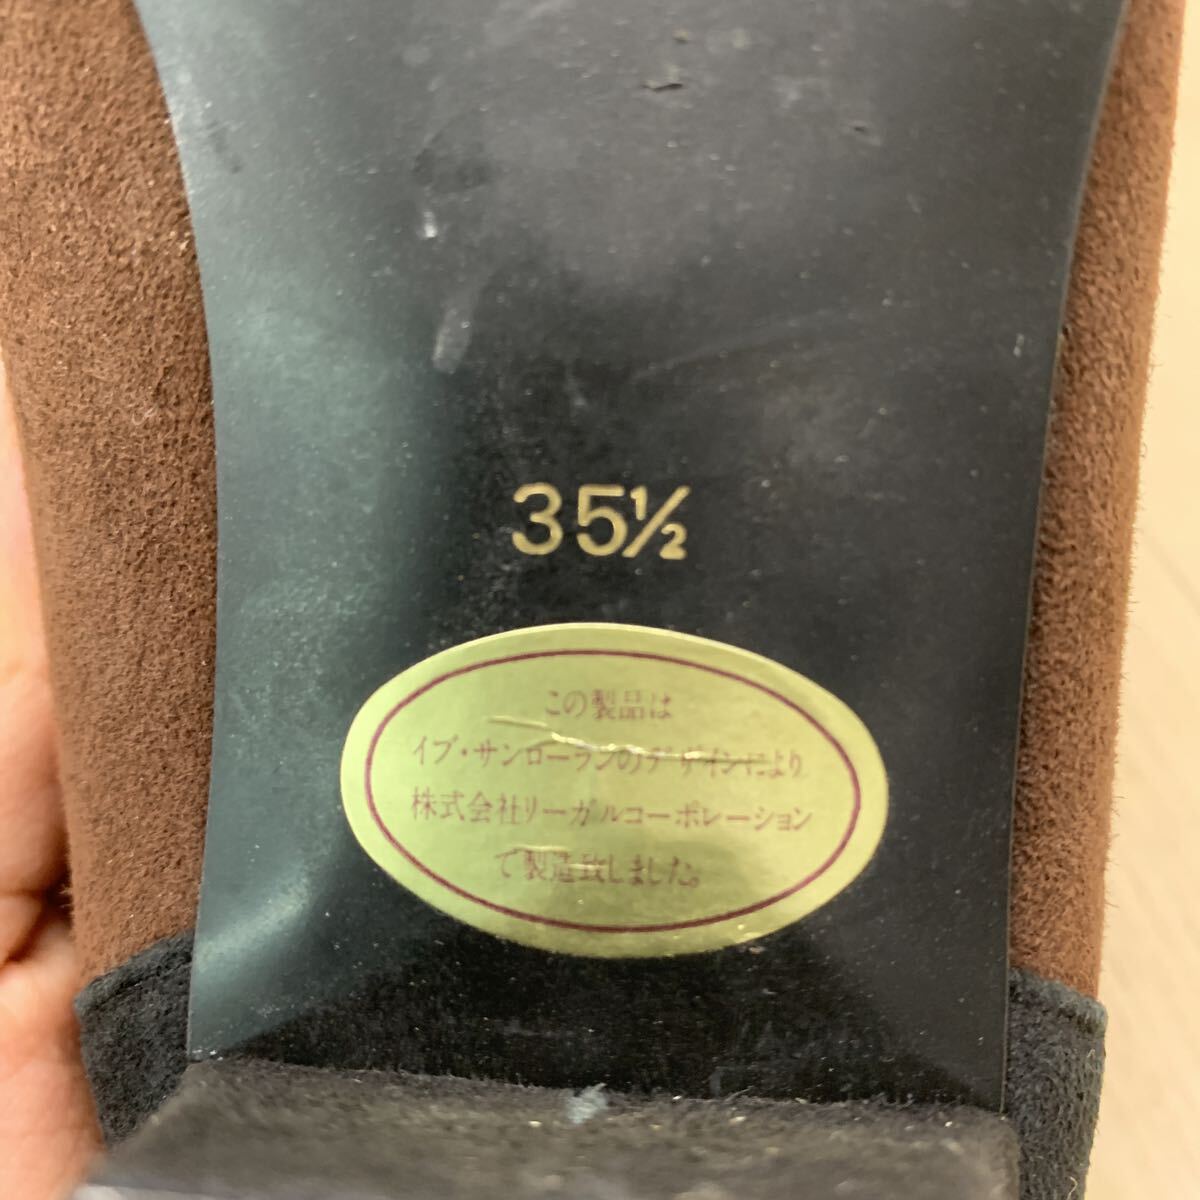 35½
この製品は
イブ・サンローランのデザインにより
株式会社リーガルコーポレーション
で製造致しました。